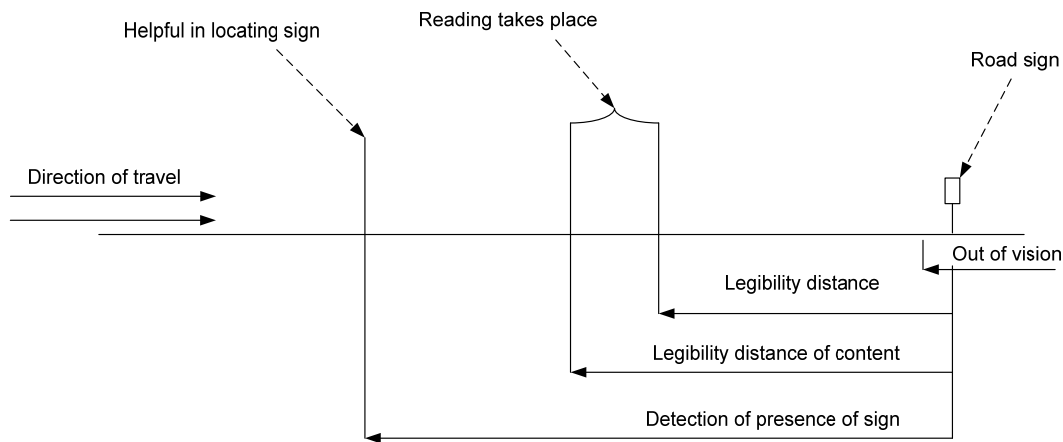 Reading takes place
Helpful in locating sign
Road sign
Direction of travel
Out of vision
Legibility distance
Legibility distance of content
Detection of presence of sign